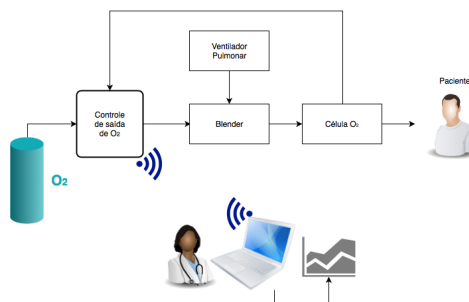 Ventilador
Pulmonar
Paciente
Controle
de saída
de O2
Blender
Célula O2
O2